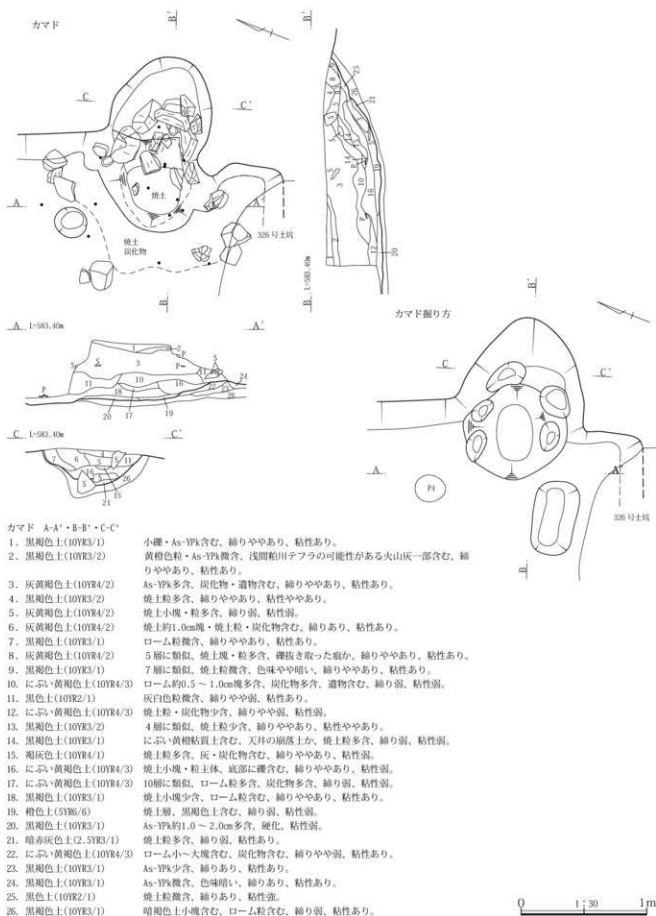 カマド
B'
B'
C
C'
焼土
A
A'
326 号土坑
焼土
炭化物
B
B L=583.40m
カマド掘り方
B'
A L=583.40m
A'
C
C'
C L=583.40m
C'
A
P4
A'
326 号土坑
B
カマド A-A'・B-B'・C-C'
1. 黒褐色土(10YR3/1) 小礫・As-YPk含む、締りややあり、粘性あり。
2. 黒褐色土(10YR3/2) 黄橙色粒・As-YPk微含、浅間粕川テフラの可能性がある火山灰一部含む、締
りややあり、粘性あり。
3. 灰黄褐色土(10YR4/2) As-YPk多含、炭化物・遺物含む、締りややあり、粘性あり。
4. 黒褐色土(10YR3/2) 焼土粒多含、締りややあり、粘性ややあり。
5. 灰黄褐色土(10YR4/2) 焼土小塊・粒多含、締り弱、粘性弱。
6. 灰黄褐色土(10YR4/2) 焼土約1.0cm塊・焼土粒・炭化物含む、締りあり、粘性あり。
7. 黒褐色土(10YR3/1) ローム粒微含、締りややあり、粘性あり。
8. 灰黄褐色土(10YR4/2) 5層に類似、焼土塊・粒多含、礫抜き取った痕か、締りややあり、粘性あり。
9. 黒褐色土(10YR3/1) 7層に類似、焼土粒微含、色味やや暗い、締りややあり、粘性あり。
10. にぶい黄褐色土(10YR4/3) ローム約0.5～1.0cm塊多含、炭化物多含、遺物含む、締り弱、粘性弱。
11. 黒色土(10YR2/1) 灰白色粒微含、締りやや弱、粘性あり。
12. にぶい黄褐色土(10YR4/3) 焼土粒・炭化物少含、締りやや弱、粘性弱。
13. 黒褐色土(10YR3/2) 4層に類似、焼土粒少含、締りややあり、粘性ややあり。
14. 黒褐色土(10YR3/1) にぶい黄橙粘質土含む、天井の崩落土か、焼土粒多含、締り弱、粘性弱。
15. 褐灰色土(10YR4/1) 焼土粒多含、灰・炭化物含む、締りややあり、粘性弱。
16. にぶい黄褐色土(10YR4/3) 焼土小塊・粒主体、底部に礫含む、締りややあり、粘性弱。
17. にぶい黄褐色土(10YR4/3) 10層に類似、ローム粒多含、炭化物多含、締り弱、粘性弱。
18. 黒褐色土(10YR3/1) 焼土小塊少含、ローム粒含む、締りややあり、粘性あり。
19. 橙色土(5YR6/6) 焼土層、黒褐色土含む、締り弱、粘性弱。
20. 黒褐色土(10YR3/1) As-YPk約1.0～2.0cm多含、硬化、粘性弱。
21. 暗赤灰色土(2.5YR3/1) 焼土粒多含、締り弱、粘性あり。
22. にぶい黄褐色土(10YR4/3) ローム小～大塊含む、炭化物含む、締りやや弱、粘性あり。
23. 黒褐色土(10YR3/1) As-YPk少含、締りあり、粘性あり。
24. 黒褐色土(10YR3/1) As-YPk微含、色味暗い、締りあり、粘性あり。
25. 黒色土(10YR2/1) 焼土粒微含、締りあり、粘性強。
26. 黒褐色土(10YR3/1) 暗褐色土小塊含む、ローム粒含む、締り弱、粘性あり。
0 1:30 1m